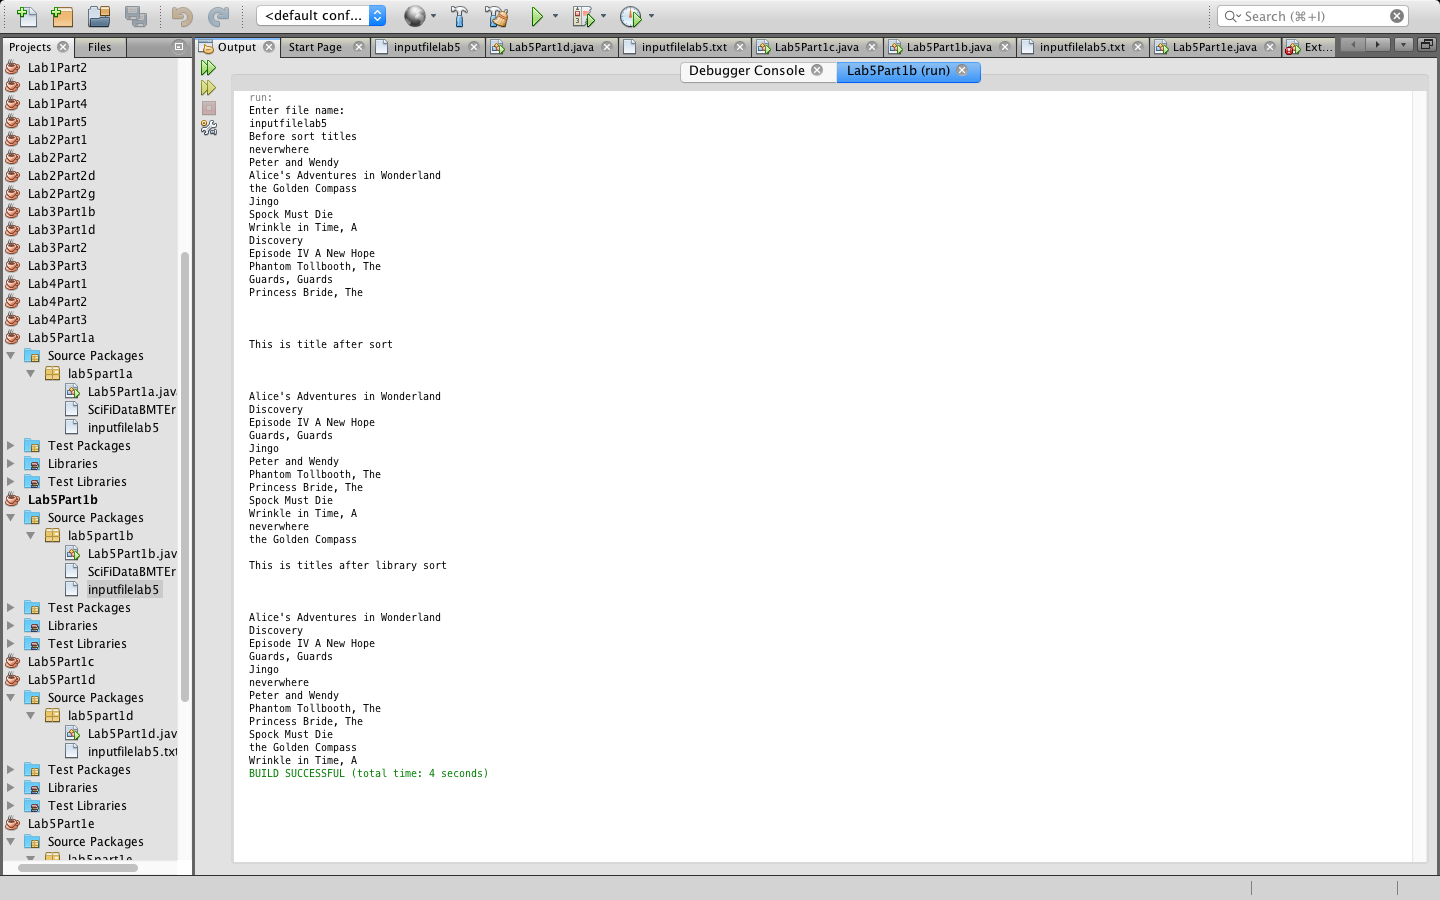 <default conf...
Search (⌘+I)
Projects
Files
Output
Start Page
inputfilelab5
Lab5Part1d.java
inputfilelab5.txt
Lab5Part1c.java
Lab5Part1b.java
inputfilelab5.txt
Lab5Part1e.java
Ext...
Lab1Part2
Lab1Part3
Lab1Part4
Lab1Part5
Lab2Part1
Lab2Part2
Lab2Part2d
Lab2Part2g
Lab3Part1b
Lab3Part1d
Lab3Part2
Lab3Part3
Lab4Part1
Lab4Part2
Lab4Part3
Lab5Part1a
Source Packages
lab5part1a
Lab5Part1a.jav
SciFiDataBMTEr
inputfilelab5
Test Packages
Libraries
Test Libraries
Lab5Part1b
Source Packages
lab5part1b
Lab5Part1b.jav
SciFiDataBMTEr
inputfilelab5
Test Packages
Libraries
Test Libraries
Lab5Part1c
Lab5Part1d
Source Packages
lab5part1d
Lab5Part1d.jav
inputfilelab5.txt
Test Packages
Libraries
Test Libraries
Lab5Part1e
Source Packages
lab5part1e
Debugger Console
Lab5Part1b (run)
run:
Enter file name:
inputfilelab5
Before sort titles
neverwhere
Peter and Wendy
Alice's Adventures in Wonderland
the Golden Compass
Jingo
Spock Must Die
Wrinkle in Time, A
Discovery
Episode IV A New Hope
Phantom Tollbooth, The
Guards, Guards
Princess Bride, The
This is title after sort
Alice's Adventures in Wonderland
Discovery
Episode IV A New Hope
Guards, Guards
Jingo
Peter and Wendy
Phantom Tollbooth, The
Princess Bride, The
Spock Must Die
Wrinkle in Time, A
neverwhere
the Golden Compass
This is titles after library sort
Alice's Adventures in Wonderland
Discovery
Episode IV A New Hope
Guards, Guards
Jingo
neverwhere
Peter and Wendy
Phantom Tollbooth, The
Princess Bride, The
Spock Must Die
the Golden Compass
Wrinkle in Time, A
BUILD SUCCESSFUL (total time: 4 seconds)